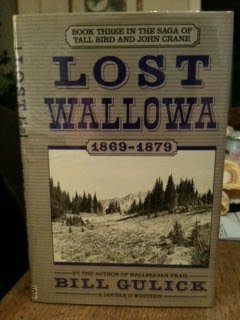 BOOK THREE IN THE SAGA OF
TALL BIRD AND JOHN CRANE
LOST
WALLOWA
1869-1879
BY THE AUTHOR OF HALLELUJAH TRAIL
BILL GULICK
A DOUBLE D WESTERN
LOST